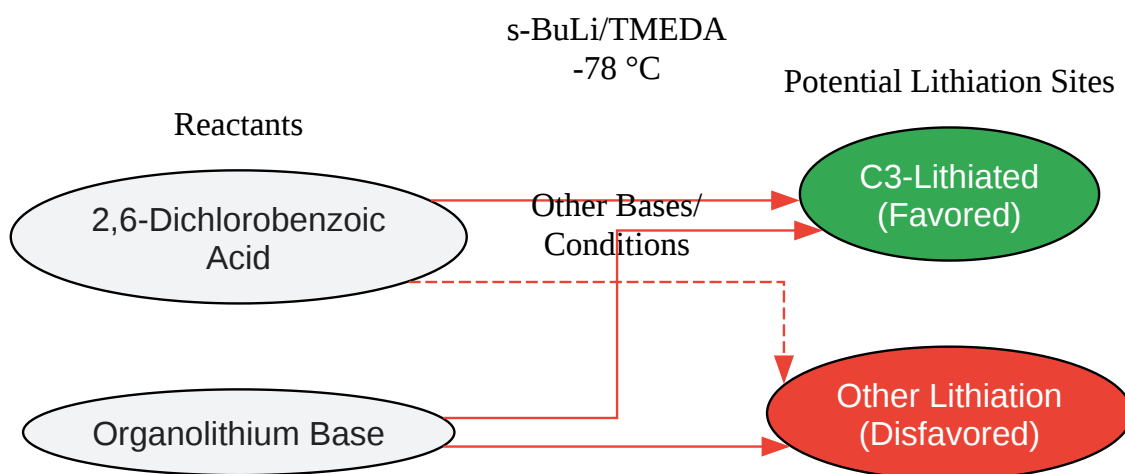 s-BuLi/TMEDA
-78 °C
Potential Lithiation Sites
Reactants
C3-Lithiated
(Favored)
2,6-Dichlorobenzoic
Acid
Other Bases/
Conditions
Other Lithiation
(Disfavored)
Organolithium Base